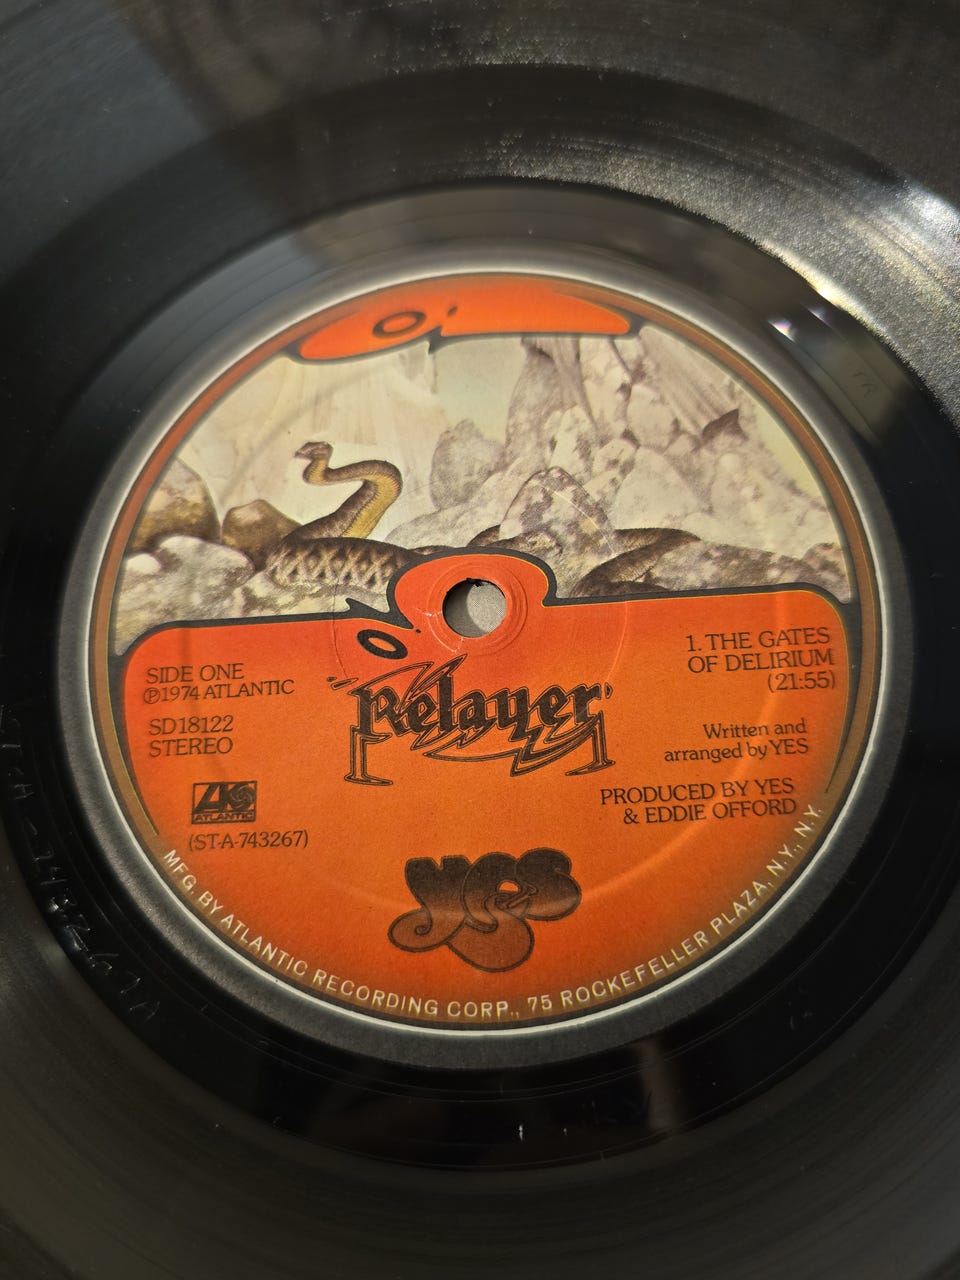 SIDE ONE
℗1974 ATLANTIC
SD18122
STEREO
ATLANTIC
(ST-A-743267)
Relayer
1. THE GATES
OF DELIRIUM
(21:55)
Written and
arranged by YES
PRODUCED BY YES
& EDDIE OFFORD
yes
MFG. BY ATLANTIC RECORDING CORP., 75 ROCKEFELLER PLAZA, N.Y., N.Y.